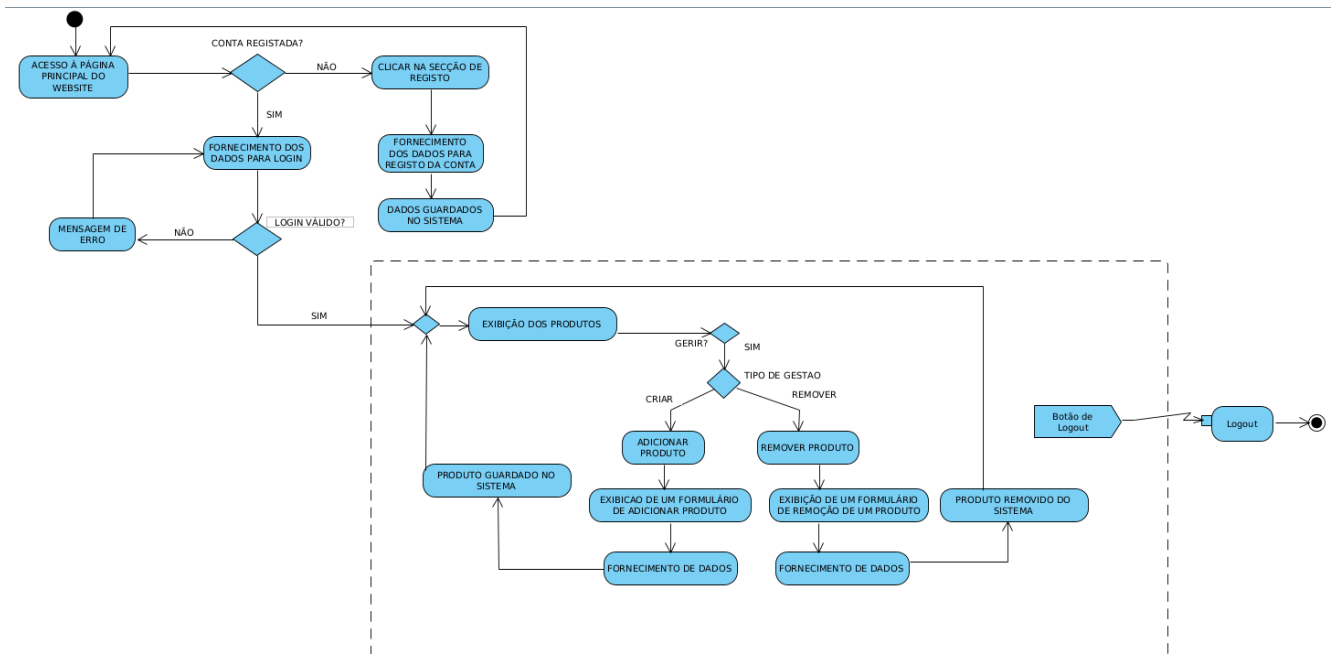 CONTA REGISTADA?
ACESSO À PÁGINA
PRINCIPAL DO
WEBSITE
NÃO
CLICAR NA SECÇÃO DE
REGISTO
SIM
FORNECIMENTO DOS
DADOS PARA LOGIN
FORNECIMENTO
DOS DADOS PARA
REGISTO DA CONTA
DADOS GUARDADOS
NO SISTEMA
LOGIN VÁLIDO?
MENSAGEM DE
ERRO
NÃO
SIM
EXIBIÇÃO DOS PRODUTOS
GERIR?
SIM
TIPO DE GESTAO
CRIAR
REMOVER
ADICIONAR
PRODUTO
REMOVER PRODUTO
Botão de
Logout
Logout
PRODUTO GUARDADO NO
SISTEMA
EXIBICAO DE UM FORMULÁRIO
DE ADICIONAR PRODUTO
EXIBIÇÃO DE UM FORMULÁRIO
DE REMOÇÃO DE UM PRODUTO
PRODUTO REMOVIDO DO
SISTEMA
FORNECIMENTO DE DADOS
FORNECIMENTO DE DADOS